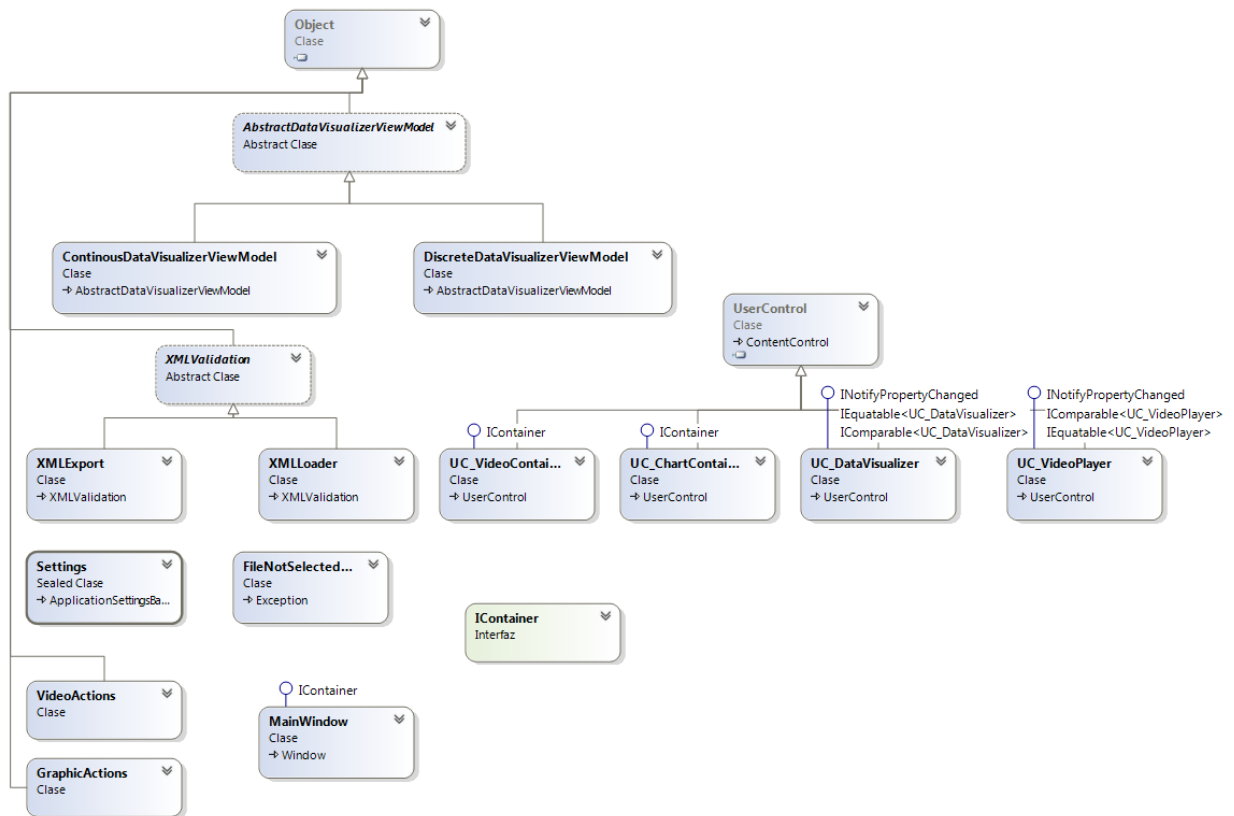 Object
Clase
AbstractDataVisualizerViewModel
Abstract Clase
ContinousDataVisualizerViewModel
Clase
AbstractDataVisualizerViewModel
DiscreteDataVisualizerViewModel
Clase
AbstractDataVisualizerViewModel
UserControl
Clase
ContentControl
XMLValidation
Abstract Clase
INotifyPropertyChanged
IEquatable<UC_DataVisualizer>
IComparable<UC_DataVisualizer>
INotifyPropertyChanged
IComparable<UC_VideoPlayer>
IEquatable<UC_VideoPlayer>
IContainer
IContainer
XMLExport
Clase
XMLValidation
XMLLoader
Clase
XMLValidation
UC_VideoContai...
Clase
UserControl
UC_ChartContai...
Clase
UserControl
UC_DataVisualizer
Clase
UserControl
UC_VideoPlayer
Clase
UserControl
Settings
Sealed Clase
ApplicationSettingsBa...
FileNotSelected...
Clase
Exception
IContainer
Interfaz
VideoActions
Clase
IContainer
MainWindow
Clase
Window
GraphicActions
Clase